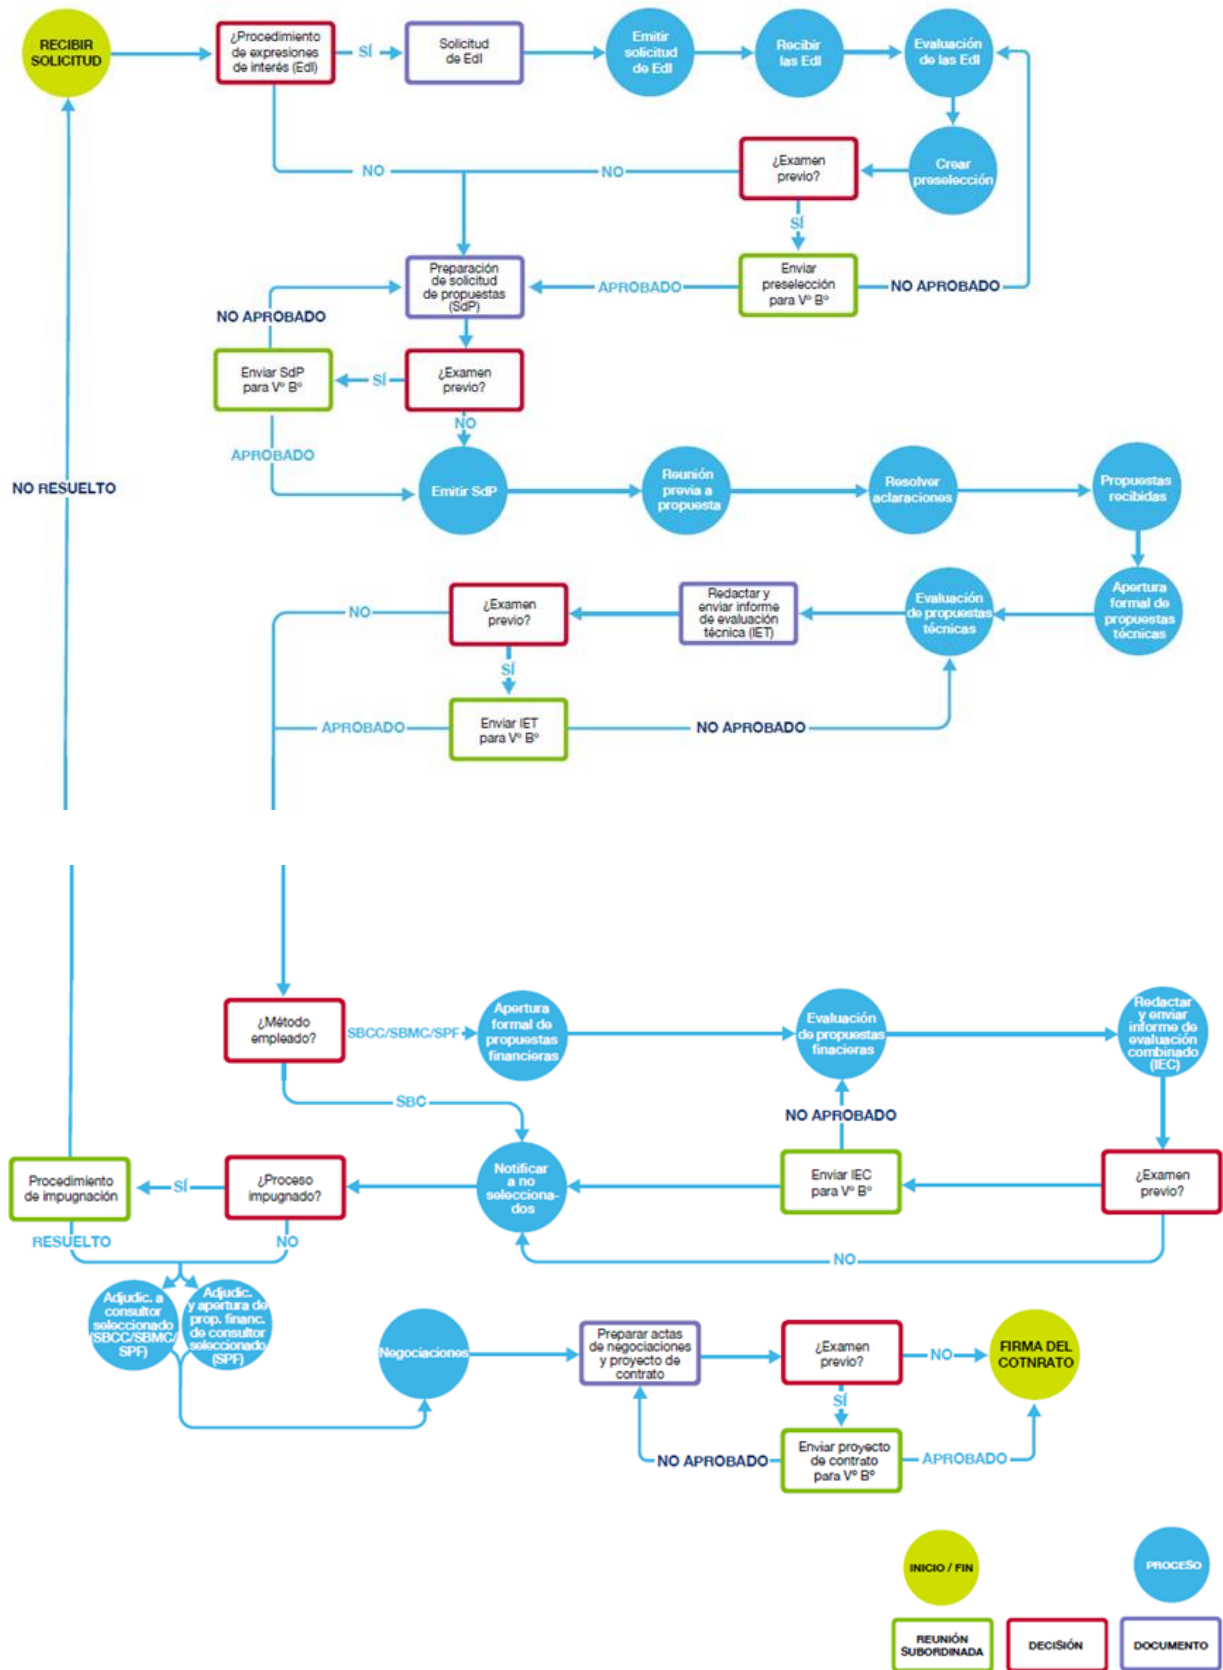 RECIBIR
SOLICITUD
¿Procedimiento
de expresiones
de interés (EdI)
SÍ
Solicitud
de EdI
Emitir
solicitud
de EdI
Recibir
las EdI
Evaluación
de las EdI
NO
NO
¿Examen
previo?
Crear
preselección
SÍ
Preparación
de solicitud
de propuestas
(SdP)
APROBADO
Enviar
preselección
para Vº Bº
NO APROBADO
NO APROBADO
Enviar SdP
para Vº Bº
SÍ
¿Examen
previo?
NO
APROBADO
NO RESUELTO
Emitir SdP
Reunión
previa a
propuesta
Resolver
aclaraciones
Propuestas
recibidas
NO
¿Examen
previo?
Redactar y
enviar informe
de evaluación
técnica (IET)
Evaluación
de propuestas
técnicas
Apertura
formal de
propuestas
técnicas
SÍ
APROBADO
Enviar IET
para Vº Bº
NO APROBADO
¿Método
empleado?
SBCC/SBMC/SPF
Apertura
formal de
propuestas
financieras
Evaluación
de propuestas
finacieras
Redactar
y enviar
informe de
evaluación
combinado
(IEC)
SBC
NO APROBADO
Procedimiento
de impugnación
SÍ
¿Proceso
impugnado?
Notificar
a no
selecciona-
dos
Enviar IEC
para Vº Bº
¿Examen
previo?
RESUELTO
NO
NO
Adjudic. a
consultor
seleccionado
(SBCC/SBMC/
SPF)
Adjudic.
y apertura de
prop. financ.
de consultor
seleccionado
(SPF)
Negociaciones
Preparar actas
de negociaciones
y proyecto de
contrato
¿Examen
previo?
NO
FIRMA DEL
COTNRATO
SÍ
NO APROBADO
Enviar proyecto
de contrato
para Vº Bº
APROBADO
INICIO / FIN
PROCESO
REUNIÓN
SUBORDINADA
DECISIÓN
DOCUMENTO